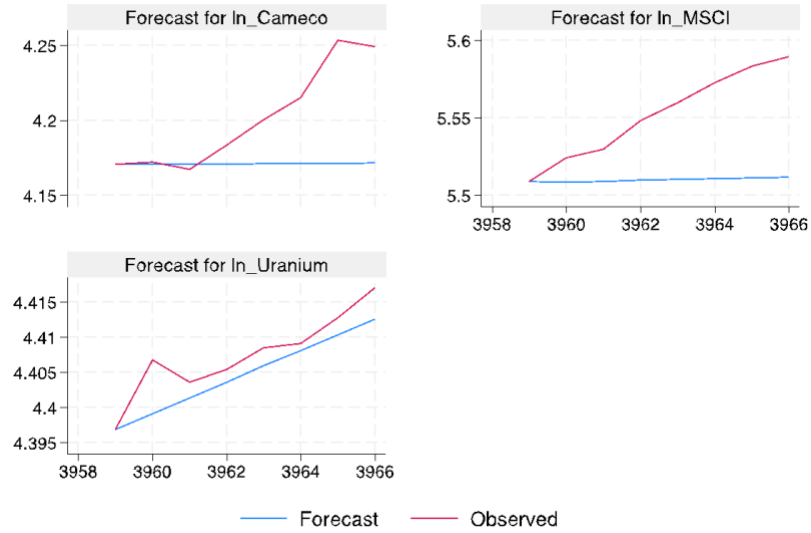 Forecast for ln_Cameco
4.25
4.2
4.15
Forecast for ln_MSCI
5.6
5.55
5.5
3958 3960 3962 3964 3966
Forecast for ln_Uranium
4.415
4.41
4.405
4.4
4.395
3958 3960 3962 3964 3966
Forecast Observed